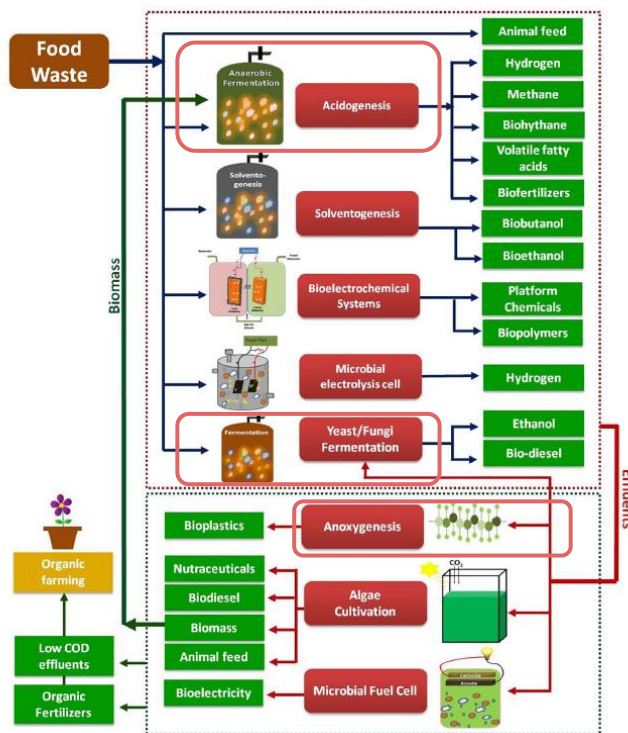 Food
Waste
Animal feed
Anaerobic
Fermentation
Acidogenesis
Hydrogen
Methane
Biohythane
Volatile fatty
acids
Biofertilizers
Solvento-
genesis
Solventogenesis
Biobutanol
Bioethanol
Bioelectrochemical
Systems
Platform
Chemicals
Biopolymers
Microbial
electrolysis cell
Hydrogen
Fermentation
Yeast/Fungi
Fermentation
Ethanol
Bio-diesel
Biomass
Effluents
Bioplastics
Anoxygenesis
Organic
farming
Nutraceuticals
Biodiesel
Biomass
Animal feed
Algae
Cultivation
CO₂
Low COD
effluents
Organic
Fertilizers
Bioelectricity
Microbial Fuel Cell